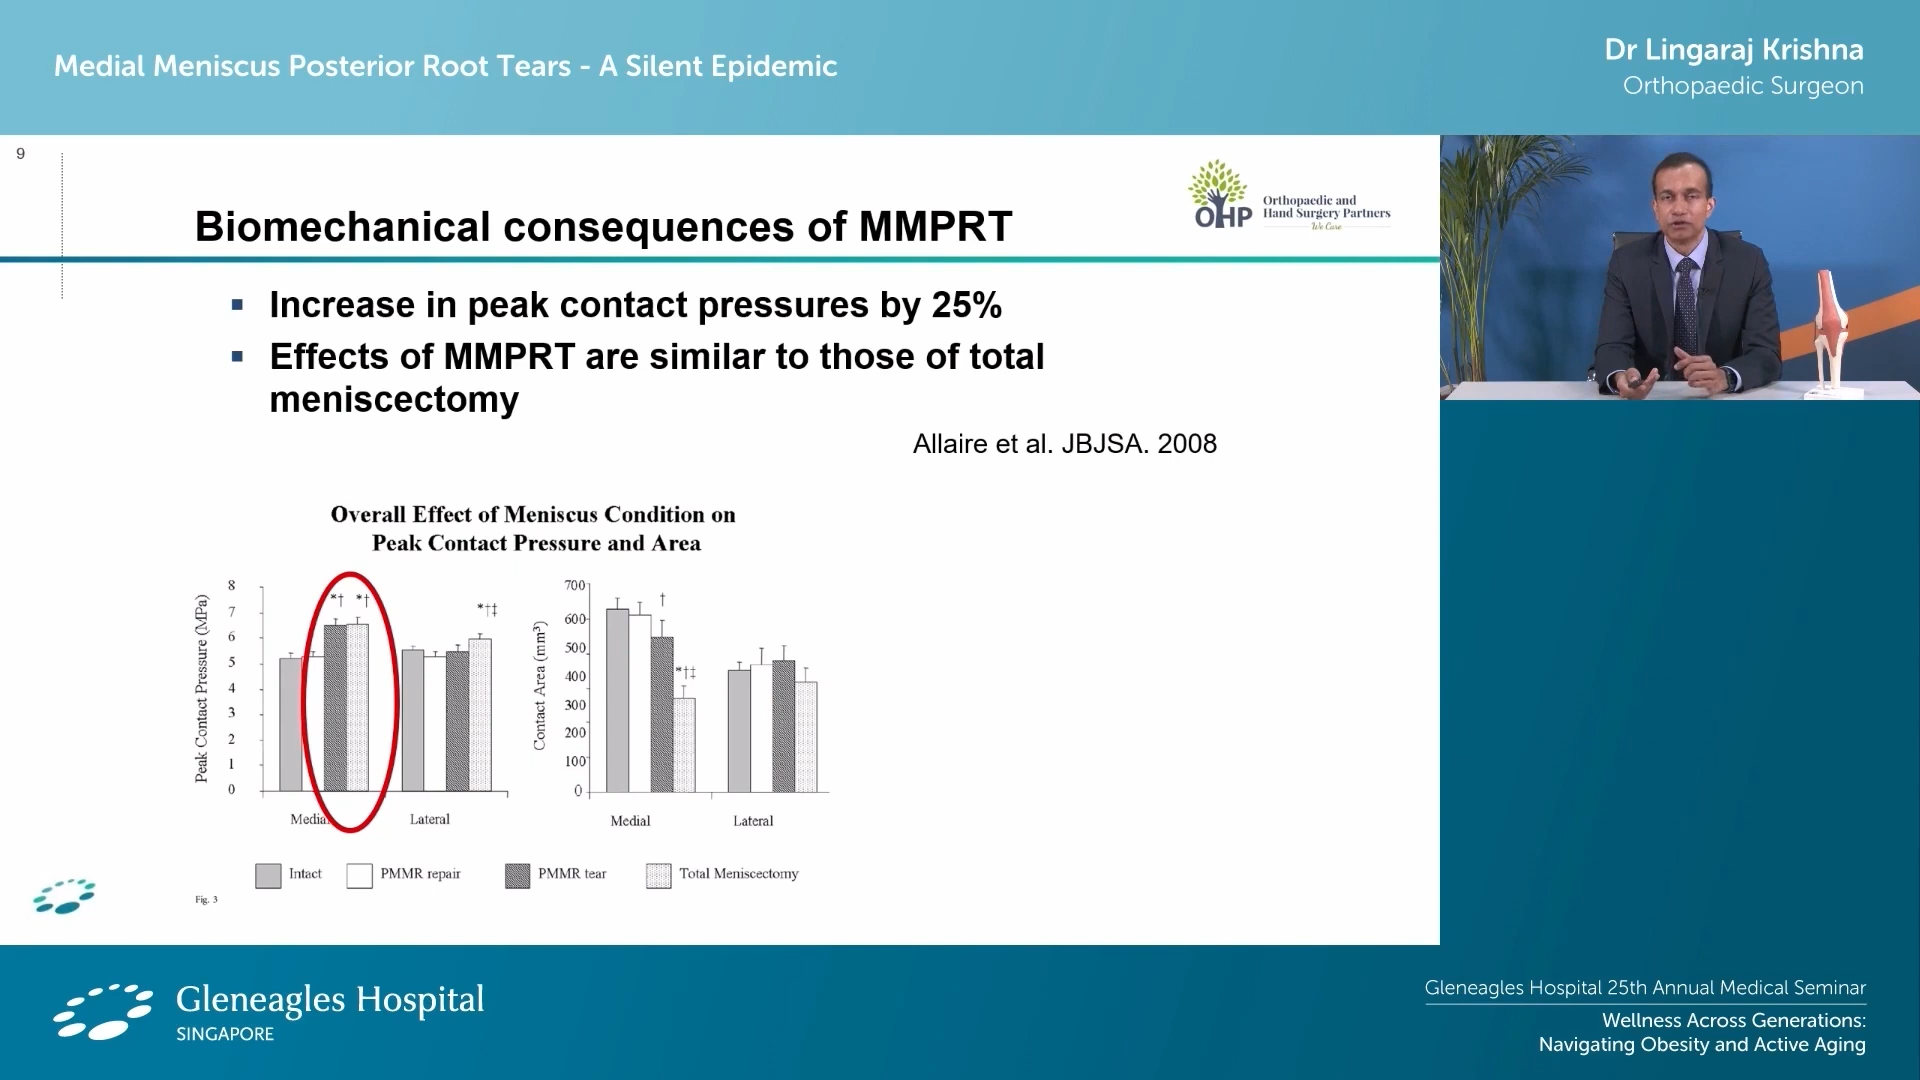 Medial Meniscus Posterior Root Tears - A Silent Epidemic
Dr Lingaraj Krishna
Orthopaedic Surgeon
9
Biomechanical consequences of MMPRT
OHP
Orthopaedic and
Hand Surgery Partners
We Care
▪ Increase in peak contact pressures by 25%
▪ Effects of MMPRT are similar to those of total
meniscectomy
Allaire et al. JBJSA. 2008
Overall Effect of Meniscus Condition on
Peak Contact Pressure and Area
Peak Contact Pressure (MPa)
8
7
6
5
4
3
2
1
0
*† *†
*†‡
Medial Lateral
Contact Area (mm³)
700
600
500
400
300
200
100
0
†
*†‡
Medial Lateral
Intact PMMR repair PMMR tear Total Meniscectomy
Fig. 3
Gleneagles Hospital
SINGAPORE
Gleneagles Hospital 25th Annual Medical Seminar
Wellness Across Generations:
Navigating Obesity and Active Aging